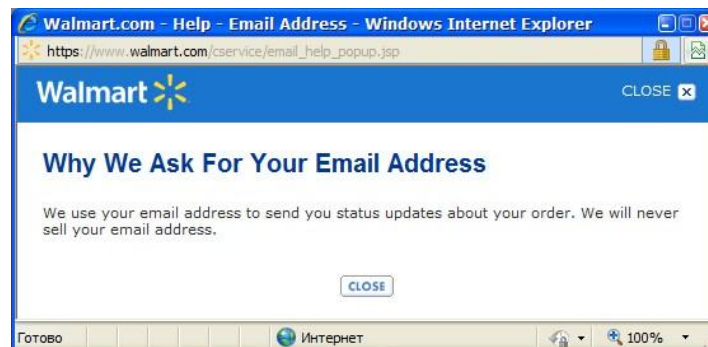 Walmart.com - Help - Email Address - Windows Internet Explorer
https://www.walmart.com/cservice/email_help_popup.jsp
Walmart
CLOSE
Why We Ask For Your Email Address
We use your email address to send you status updates about your order. We will never
sell your email address.
CLOSE
Готово
Интернет
100%